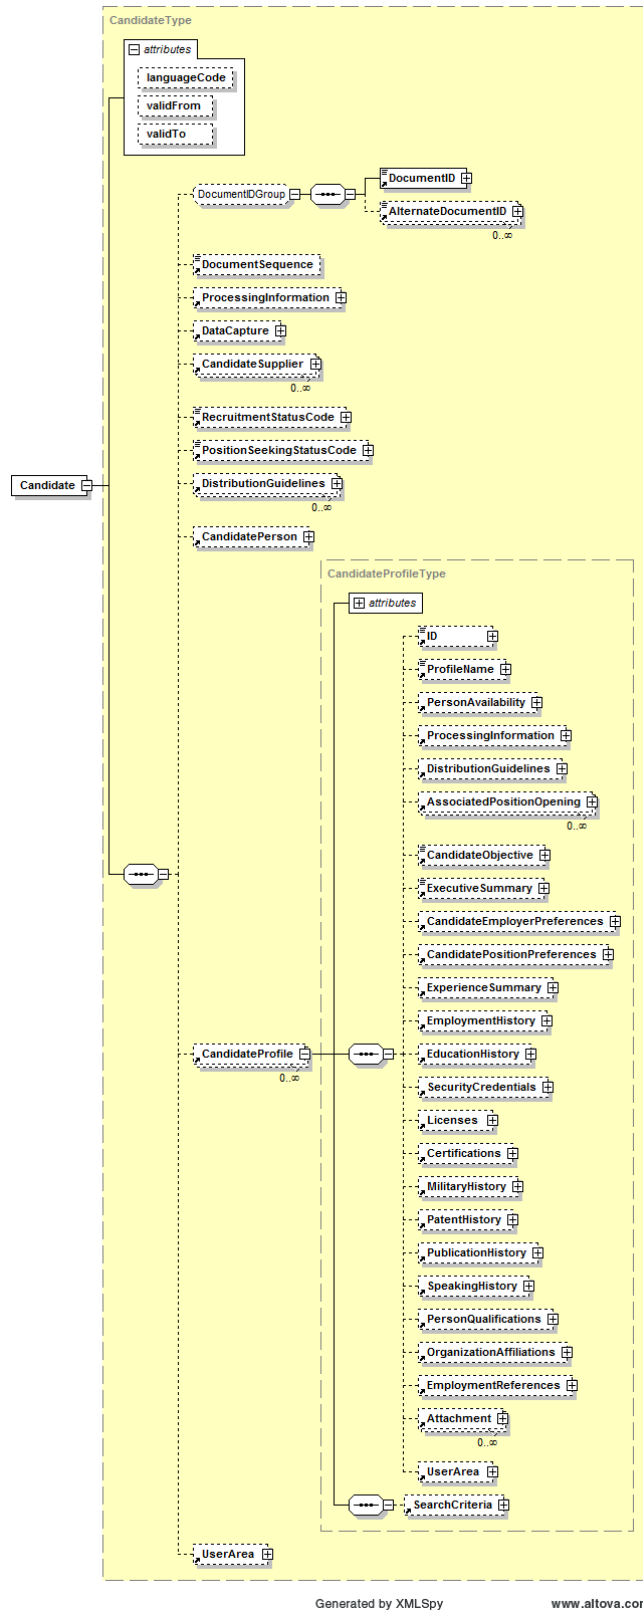 CandidateType
attributes
languageCode
validFrom
validTo
DocumentIDGroup
DocumentID
AlternateDocumentID
0..∞
DocumentSequence
ProcessingInformation
DataCapture
CandidateSupplier
0..∞
RecruitmentStatusCode
PositionSeekingStatusCode
Candidate
DistributionGuidelines
0..∞
CandidatePerson
CandidateProfileType
attributes
ID
ProfileName
PersonAvailability
ProcessingInformation
DistributionGuidelines
AssociatedPositionOpening
0..∞
CandidateObjective
ExecutiveSummary
CandidateEmployerPreferences
CandidatePositionPreferences
ExperienceSummary
EmploymentHistory
CandidateProfile
0..∞
EducationHistory
SecurityCredentials
Licenses
Certifications
MilitaryHistory
PatentHistory
PublicationHistory
SpeakingHistory
PersonQualifications
OrganizationAffiliations
EmploymentReferences
Attachment
0..∞
UserArea
SearchCriteria
UserArea
Generated by XMLSpy www.altova.com